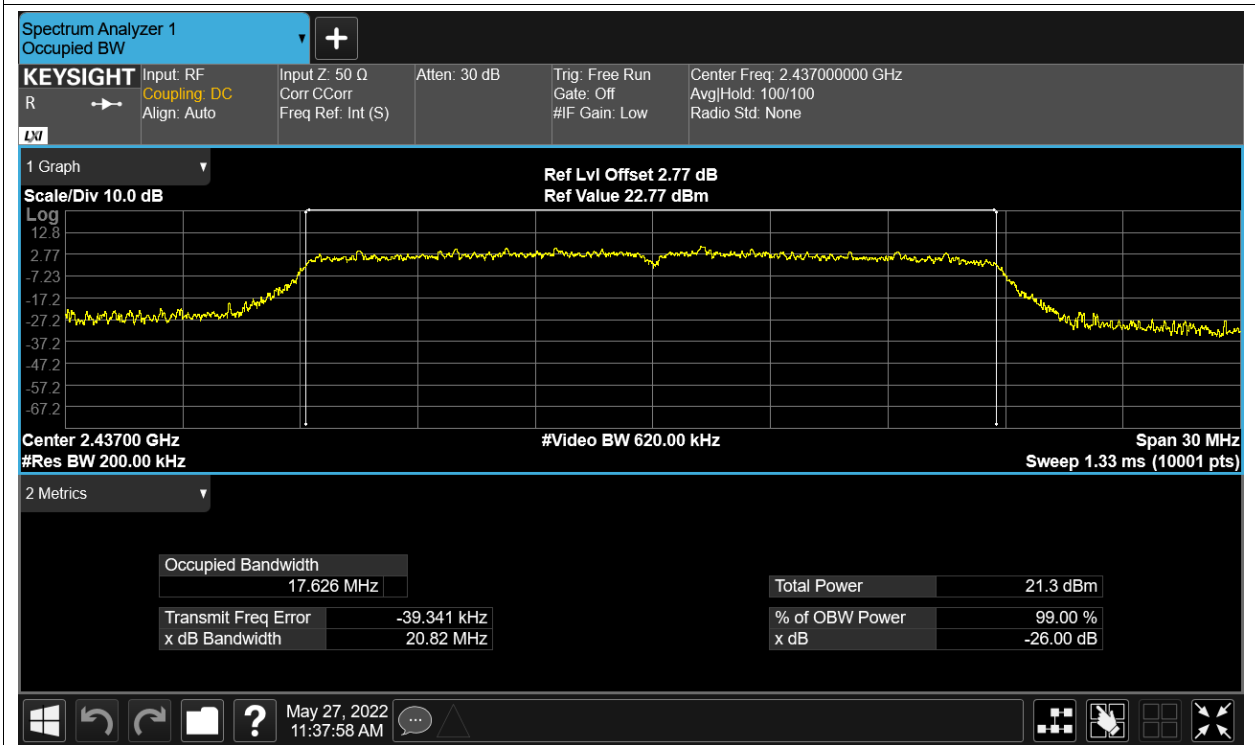 Spectrum Analyzer 1
Occupied BW
KEYSIGHT
R
LXI
Input: RF
Coupling: DC
Align: Auto
Input Z: 50 Ω
Corr CCorr
Freq Ref: Int (S)
Atten: 30 dB
Trig: Free Run
Gate: Off
#IF Gain: Low
Center Freq: 2.437000000 GHz
Avg|Hold: 100/100
Radio Std: None
1 Graph
Scale/Div 10.0 dB
Ref Lvl Offset 2.77 dB
Ref Value 22.77 dBm
Log
12.8
2.77
-7.23
-17.2
-27.2
-37.2
-47.2
-57.2
-67.2
Center 2.43700 GHz
#Video BW 620.00 kHz
Span 30 MHz
#Res BW 200.00 kHz
Sweep 1.33 ms (10001 pts)
2 Metrics
Occupied Bandwidth
17.626 MHz
Transmit Freq Error -39.341 kHz
x dB Bandwidth 20.82 MHz
Total Power 21.3 dBm
% of OBW Power 99.00 %
x dB -26.00 dB
?
May 27, 2022
11:37:58 AM